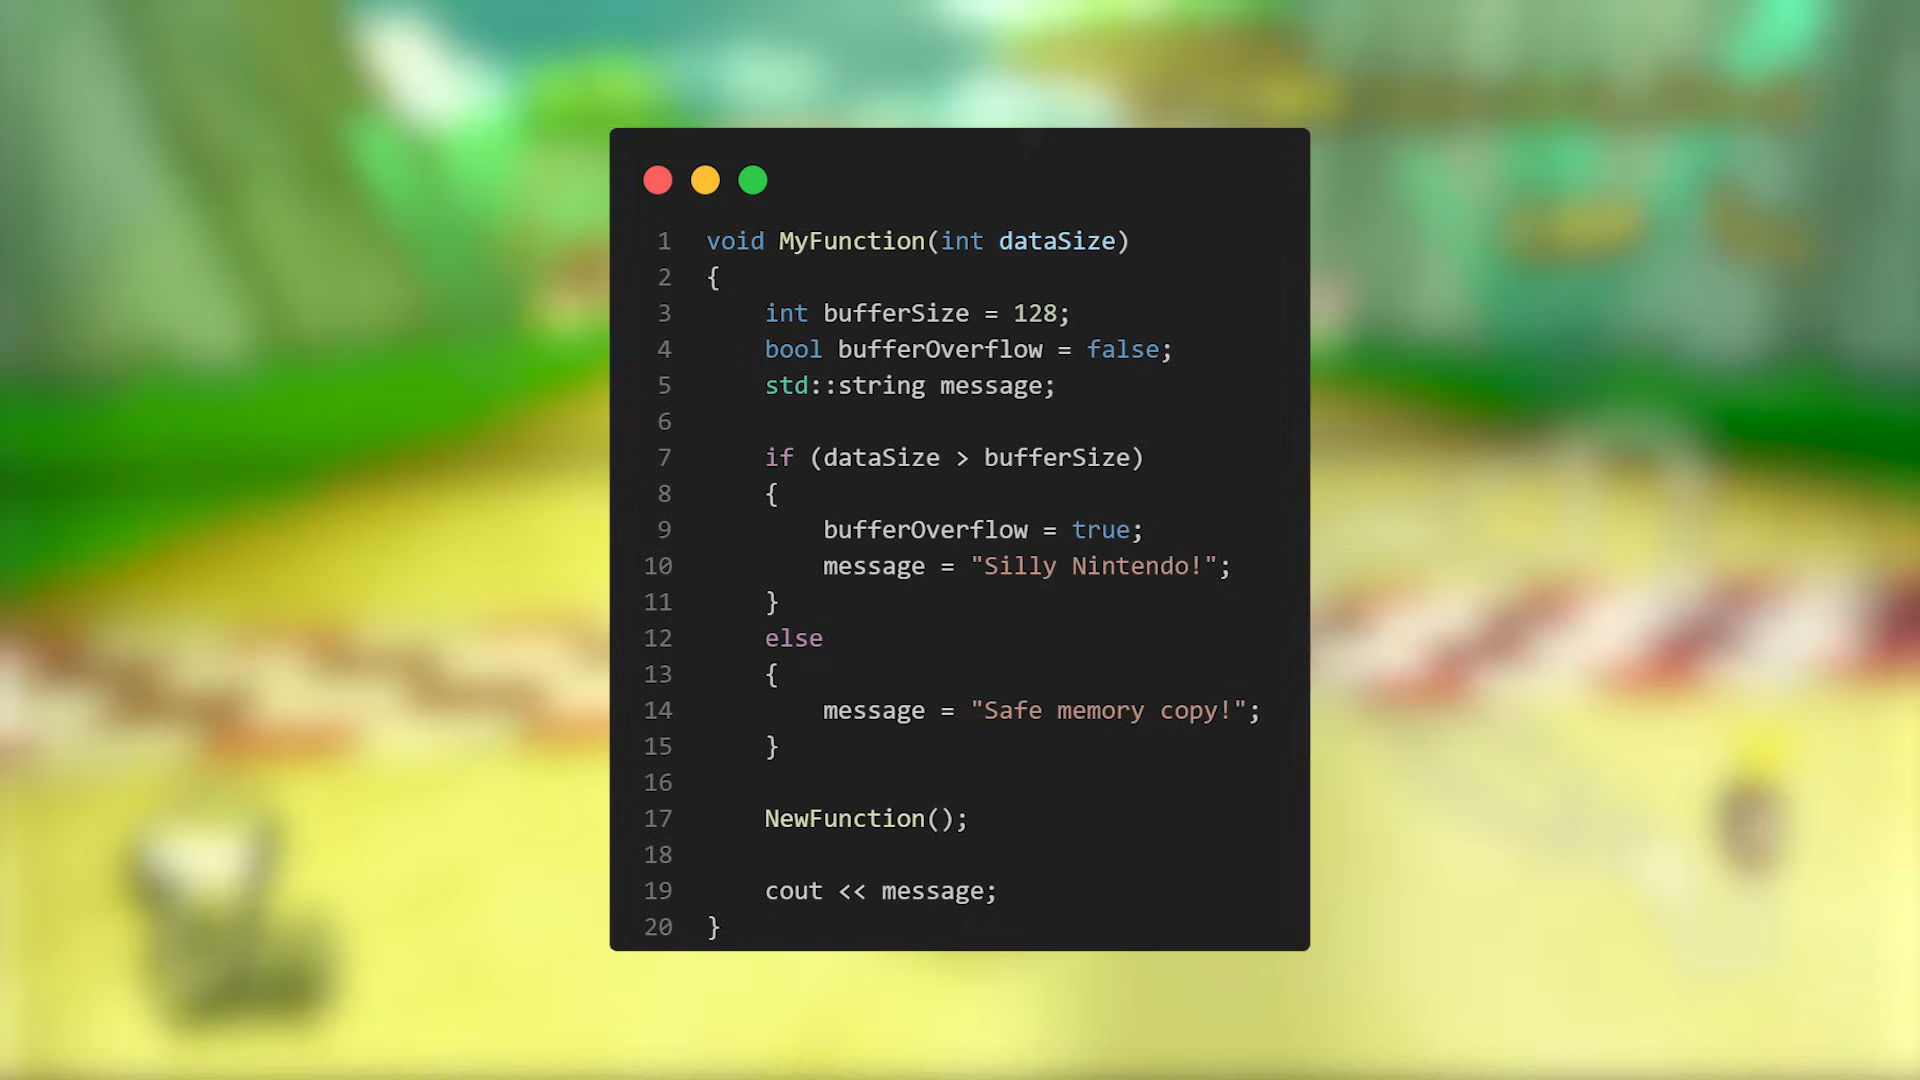 1 void MyFunction(int dataSize)
2 {
3     int bufferSize = 128;
4     bool bufferOverflow = false;
5     std::string message;
6
7     if (dataSize > bufferSize)
8     {
9         bufferOverflow = true;
10         message = "Silly Nintendo!";
11     }
12     else
13     {
14         message = "Safe memory copy!";
15     }
16
17     NewFunction();
18
19     cout << message;
20 }